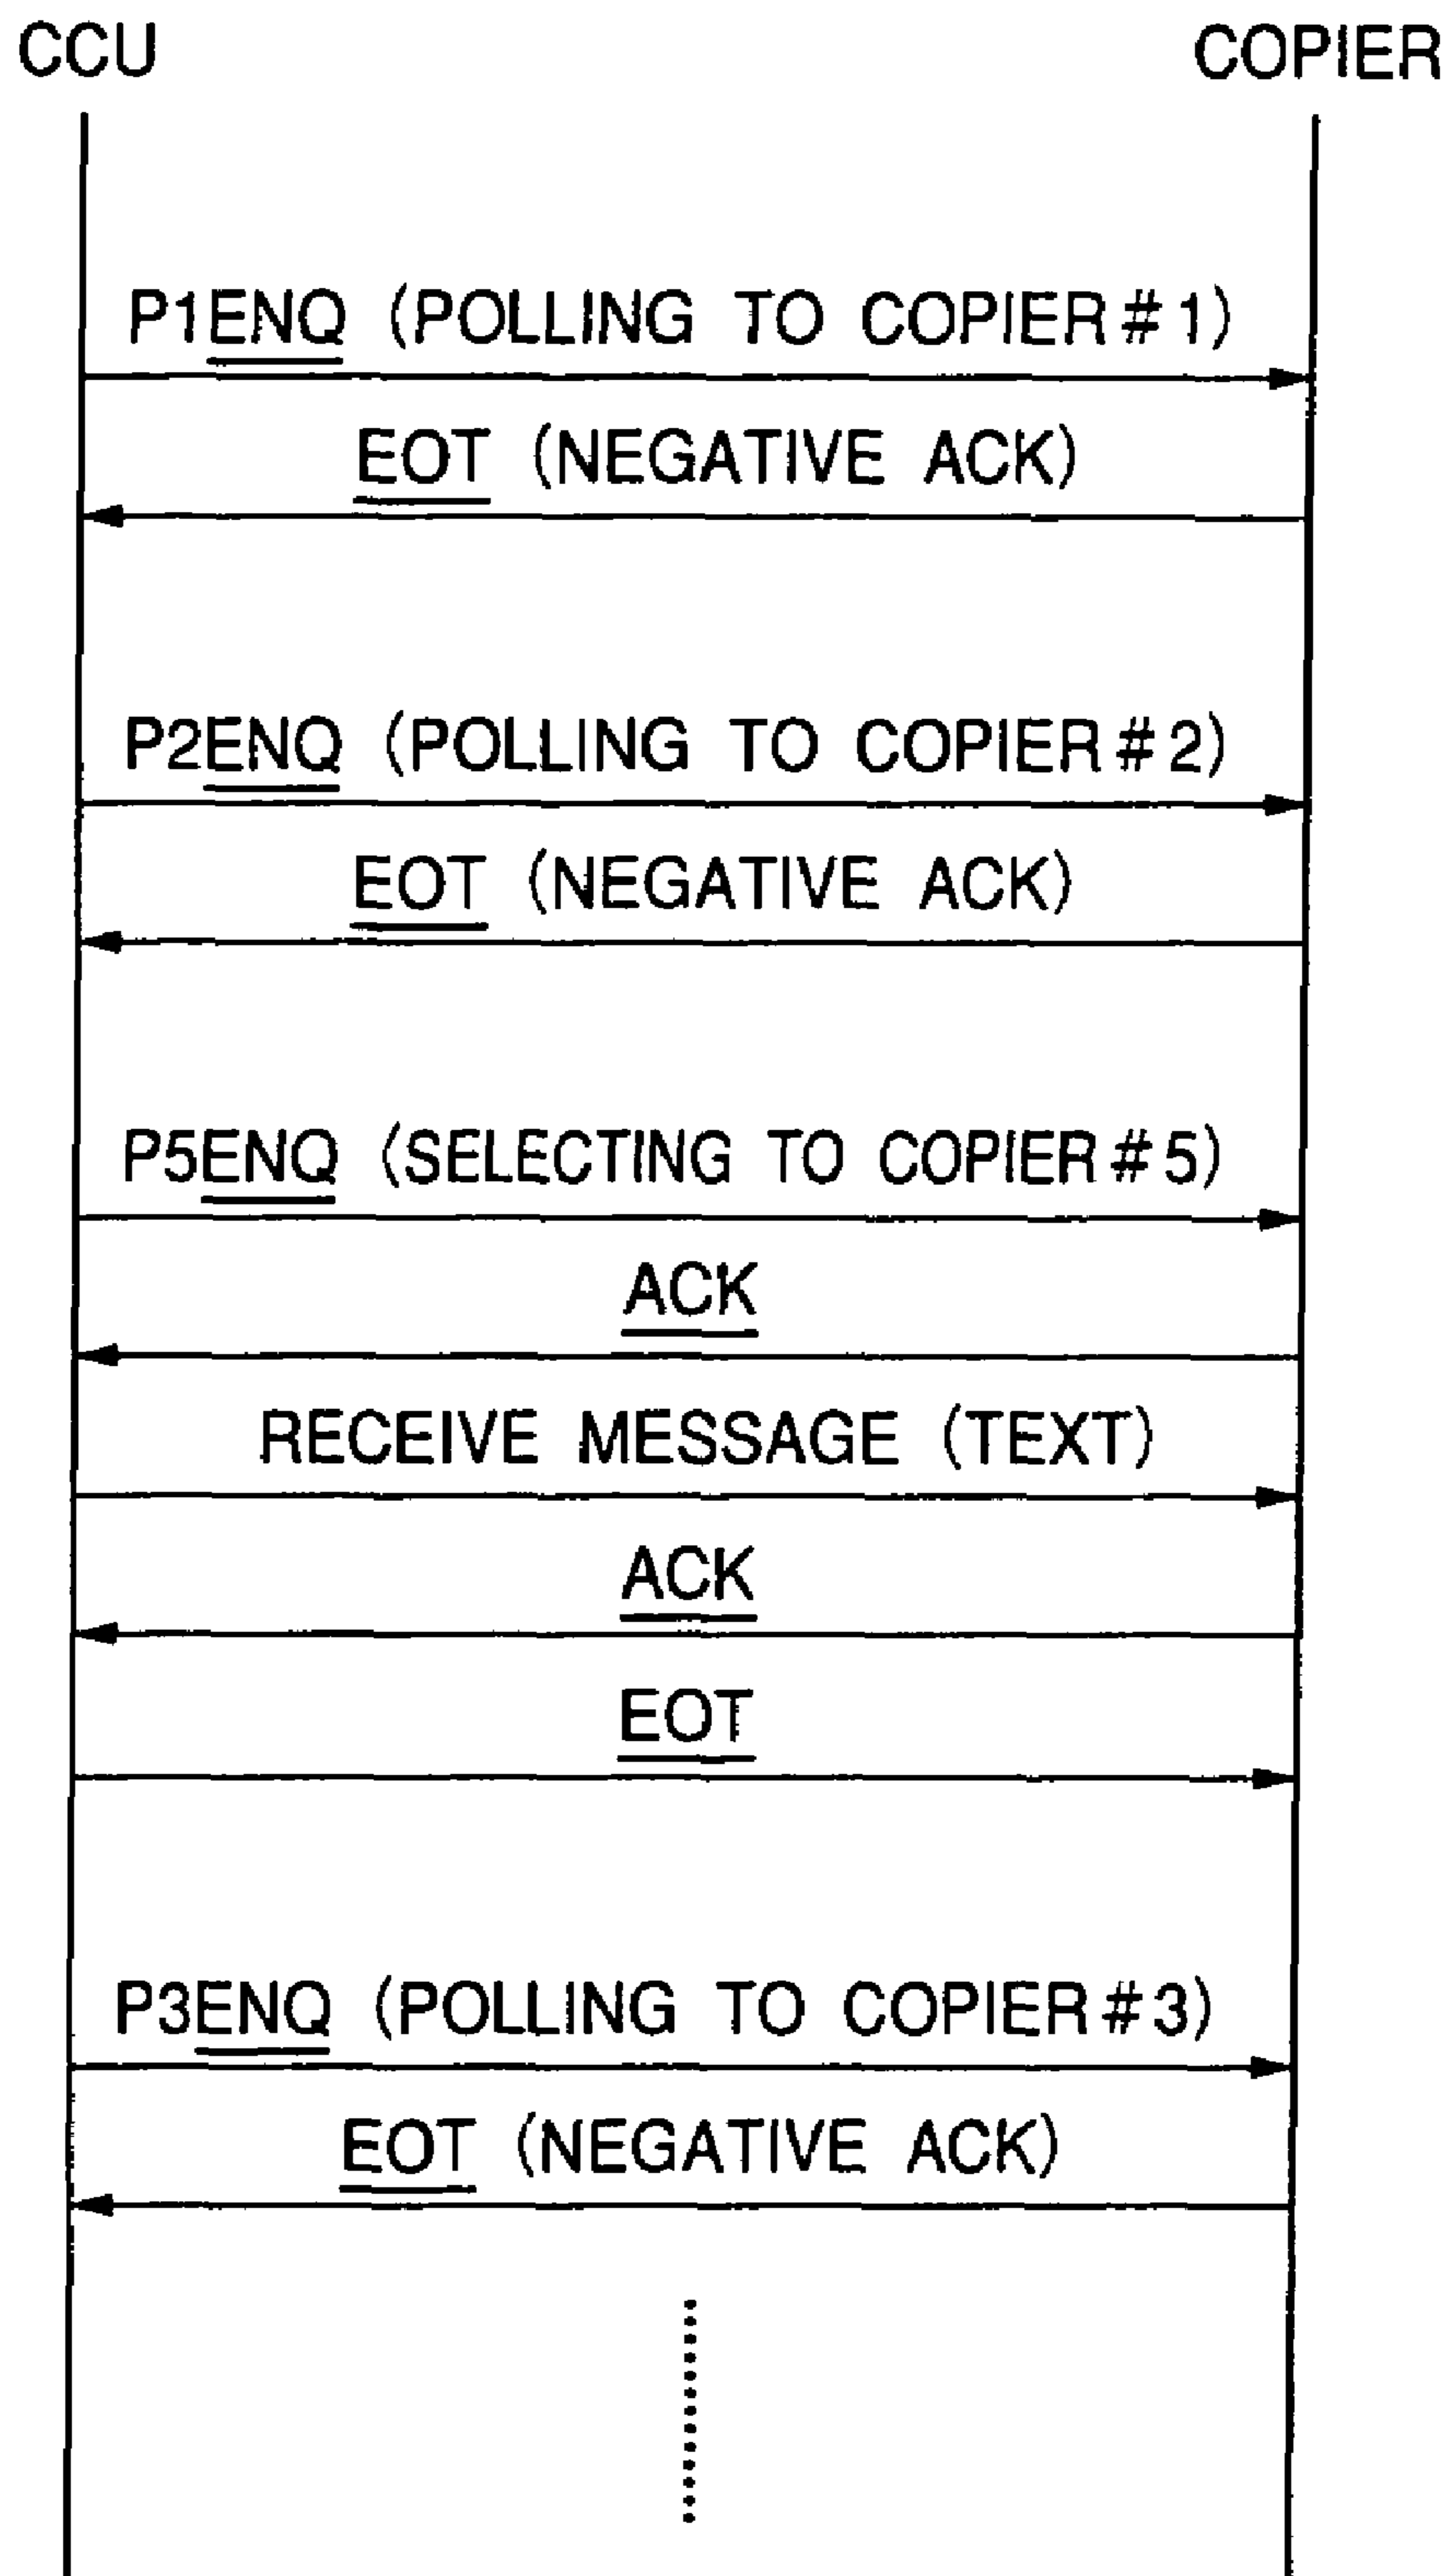 CCU COPIER
P1ENQ (POLLING TO COPIER#1)
EOT (NEGATIVE ACK)
P2ENQ (POLLING TO COPIER#2)
EOT (NEGATIVE ACK)
P5ENQ (SELECTING TO COPIER#5)
ACK
RECEIVE MESSAGE (TEXT)
ACK
EOT
P3ENQ (POLLING TO COPIER#3)
EOT (NEGATIVE ACK)